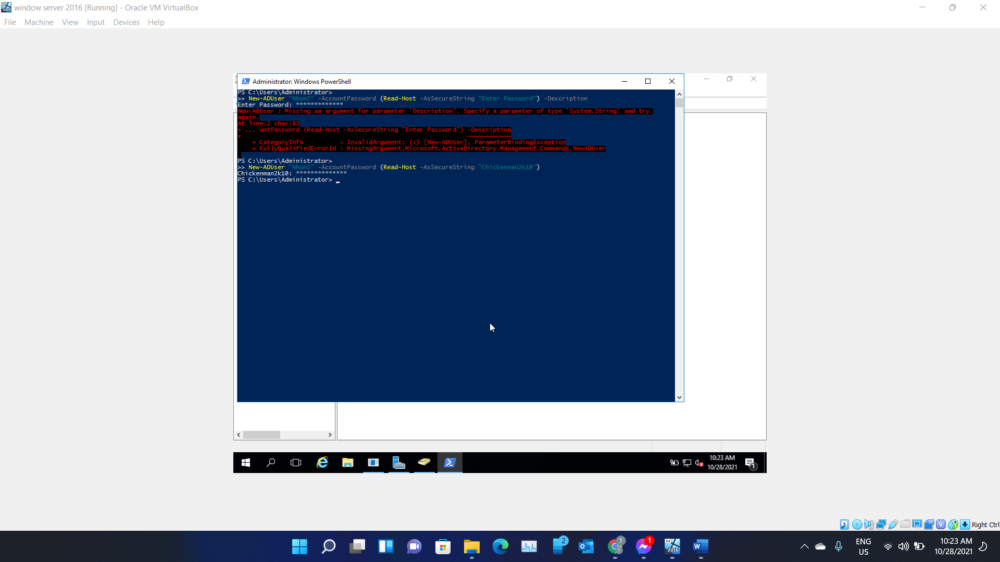 window server 2016 [Running] - Oracle VM VirtualBox
File Machine View Input Devices Help
Administrator: Windows PowerShell
PS C:\Users\Administrator>
>> New-ADUser "Nhom2" -AccountPassword (Read-Host -AsSecureString "Enter Password") -Description
Enter Password: *************
New-ADUser : Missing an argument for parameter 'Description'. Specify a parameter of type 'System.String' and try
again.
At line:2 char:82
+ ... untPassword (Read-Host -AsSecureString "Enter Password") -Description
+                                                              ~~~~~~~~~~~~
    + CategoryInfo          : InvalidArgument: (:) [New-ADUser], ParameterBindingException
    + FullyQualifiedErrorId : MissingArgument,Microsoft.ActiveDirectory.Management.Commands.NewADUser
PS C:\Users\Administrator>
>> New-ADUser "Nhom2" -AccountPassword (Read-Host -AsSecureString "Chickenman2k1@")
Chickenman2k1@: **************
PS C:\Users\Administrator> _
10:23 AM
10/28/2021
1
Right Ctrl
64
2016
2
1
T
T
W
ENG
US
10:23 AM
10/28/2021